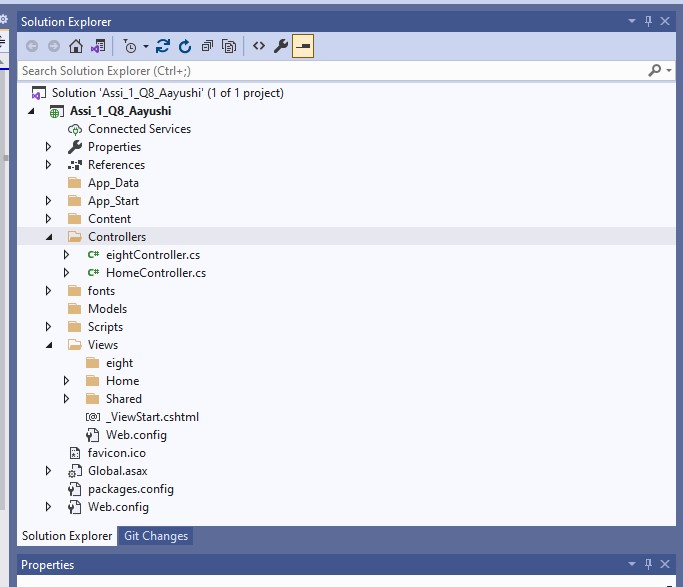 Solution Explorer
Search Solution Explorer (Ctrl+;)
Solution 'Assi_1_Q8_Aayushi' (1 of 1 project)
Assi_1_Q8_Aayushi
Connected Services
Properties
References
App_Data
App_Start
Content
Controllers
C# eightController.cs
C# HomeController.cs
fonts
Models
Scripts
Views
eight
Home
Shared
[@] _ViewStart.cshtml
Web.config
favicon.ico
Global.asax
packages.config
Web.config
Solution Explorer Git Changes
Properties